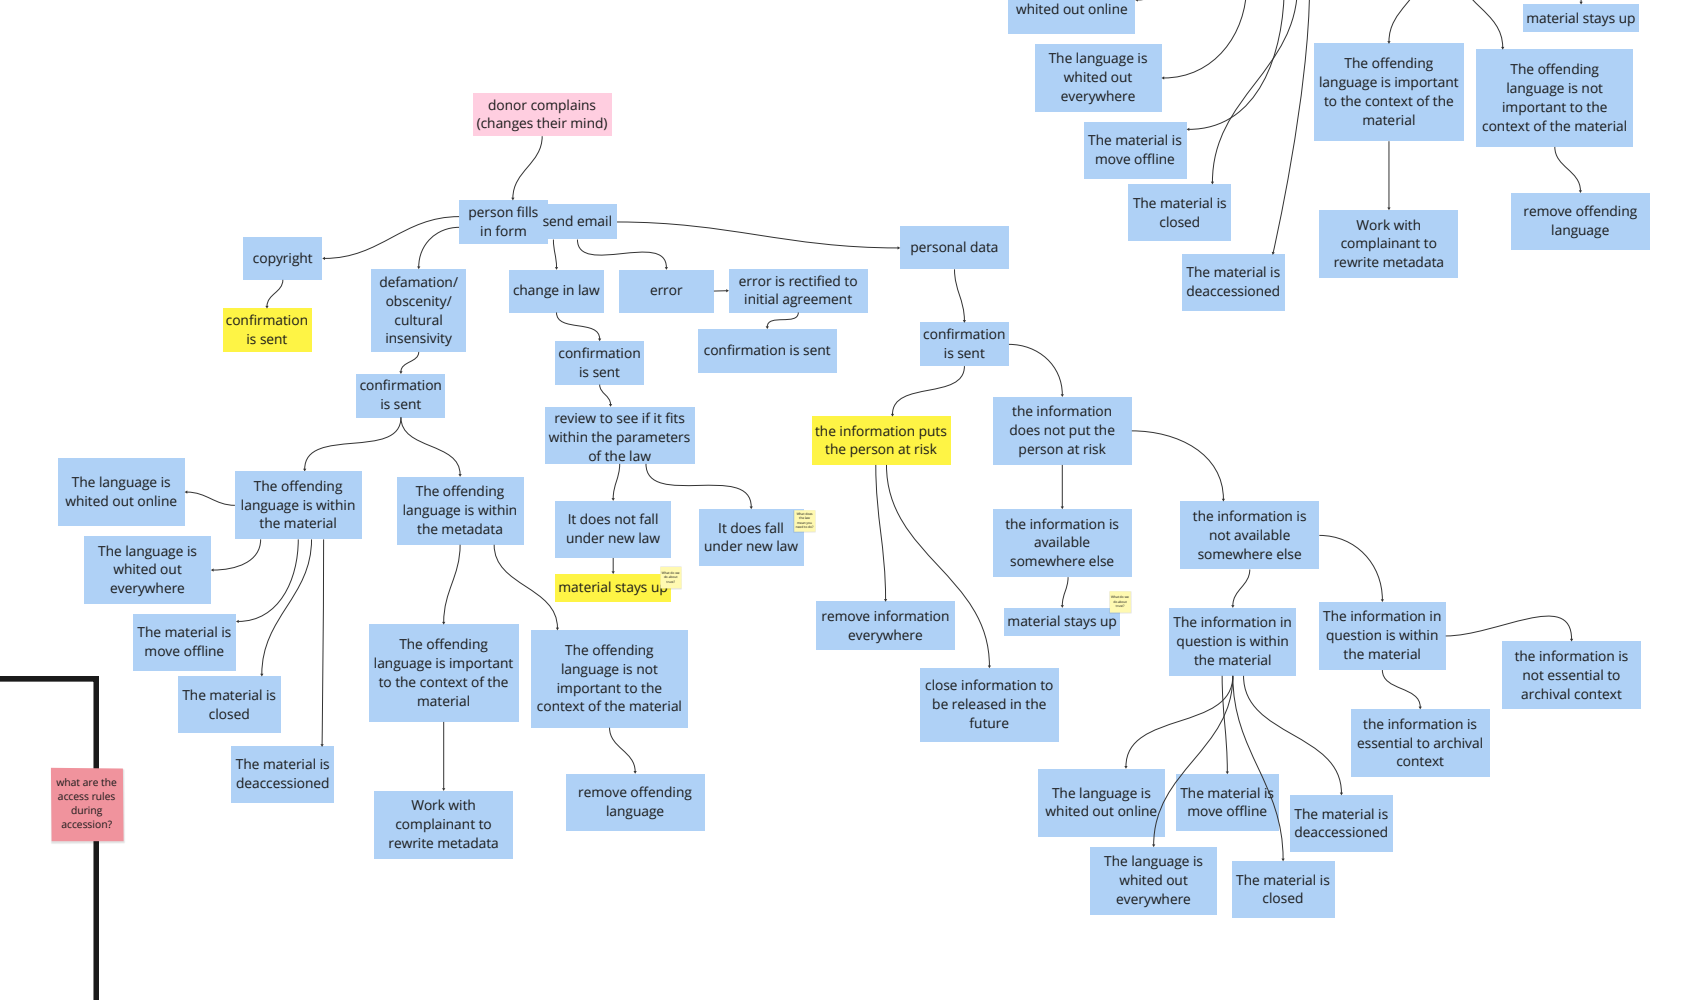 whited out online
material stays up
The language is
whited out
everywhere
The offending
language is important
to the context of the
material
The offending
language is not
important to the
context of the material
donor complains
(changes their mind)
The material is
move offline
The material is
closed
remove offending
language
Work with
complainant to
rewrite metadata
The material is
deaccessioned
person fills
in form
send email
personal data
copyright
defamation/
obscenity/
cultural
insensivity
change in law
error
error is rectified to
initial agreement
confirmation
is sent
confirmation is sent
confirmation
is sent
confirmation
is sent
confirmation
is sent
review to see if it fits
within the parameters
of the law
the information puts
the person at risk
the information
does not put the
person at risk
The language is
whited out online
The offending
language is within
the material
The offending
language is within
the metadata
It does not fall
under new law
It does fall
under new law
the information is
available
somewhere else
the information is
not available
somewhere else
The language is
whited out
everywhere
material stays up
remove information
everywhere
material stays up
The information in
question is within
the material
The information in
question is within
the material
the information is
not essential to
archival context
The material is
move offline
The offending
language is important
to the context of the
material
The offending
language is not
important to the
context of the material
The material is
closed
close information to
be released in the
future
the information is
essential to archival
context
The material is
deaccessioned
what are the
access rules
during
accession?
Work with
complainant to
rewrite metadata
remove offending
language
The language is
whited out online
The material is
move offline
The material is
deaccessioned
The language is
whited out
everywhere
The material is
closed